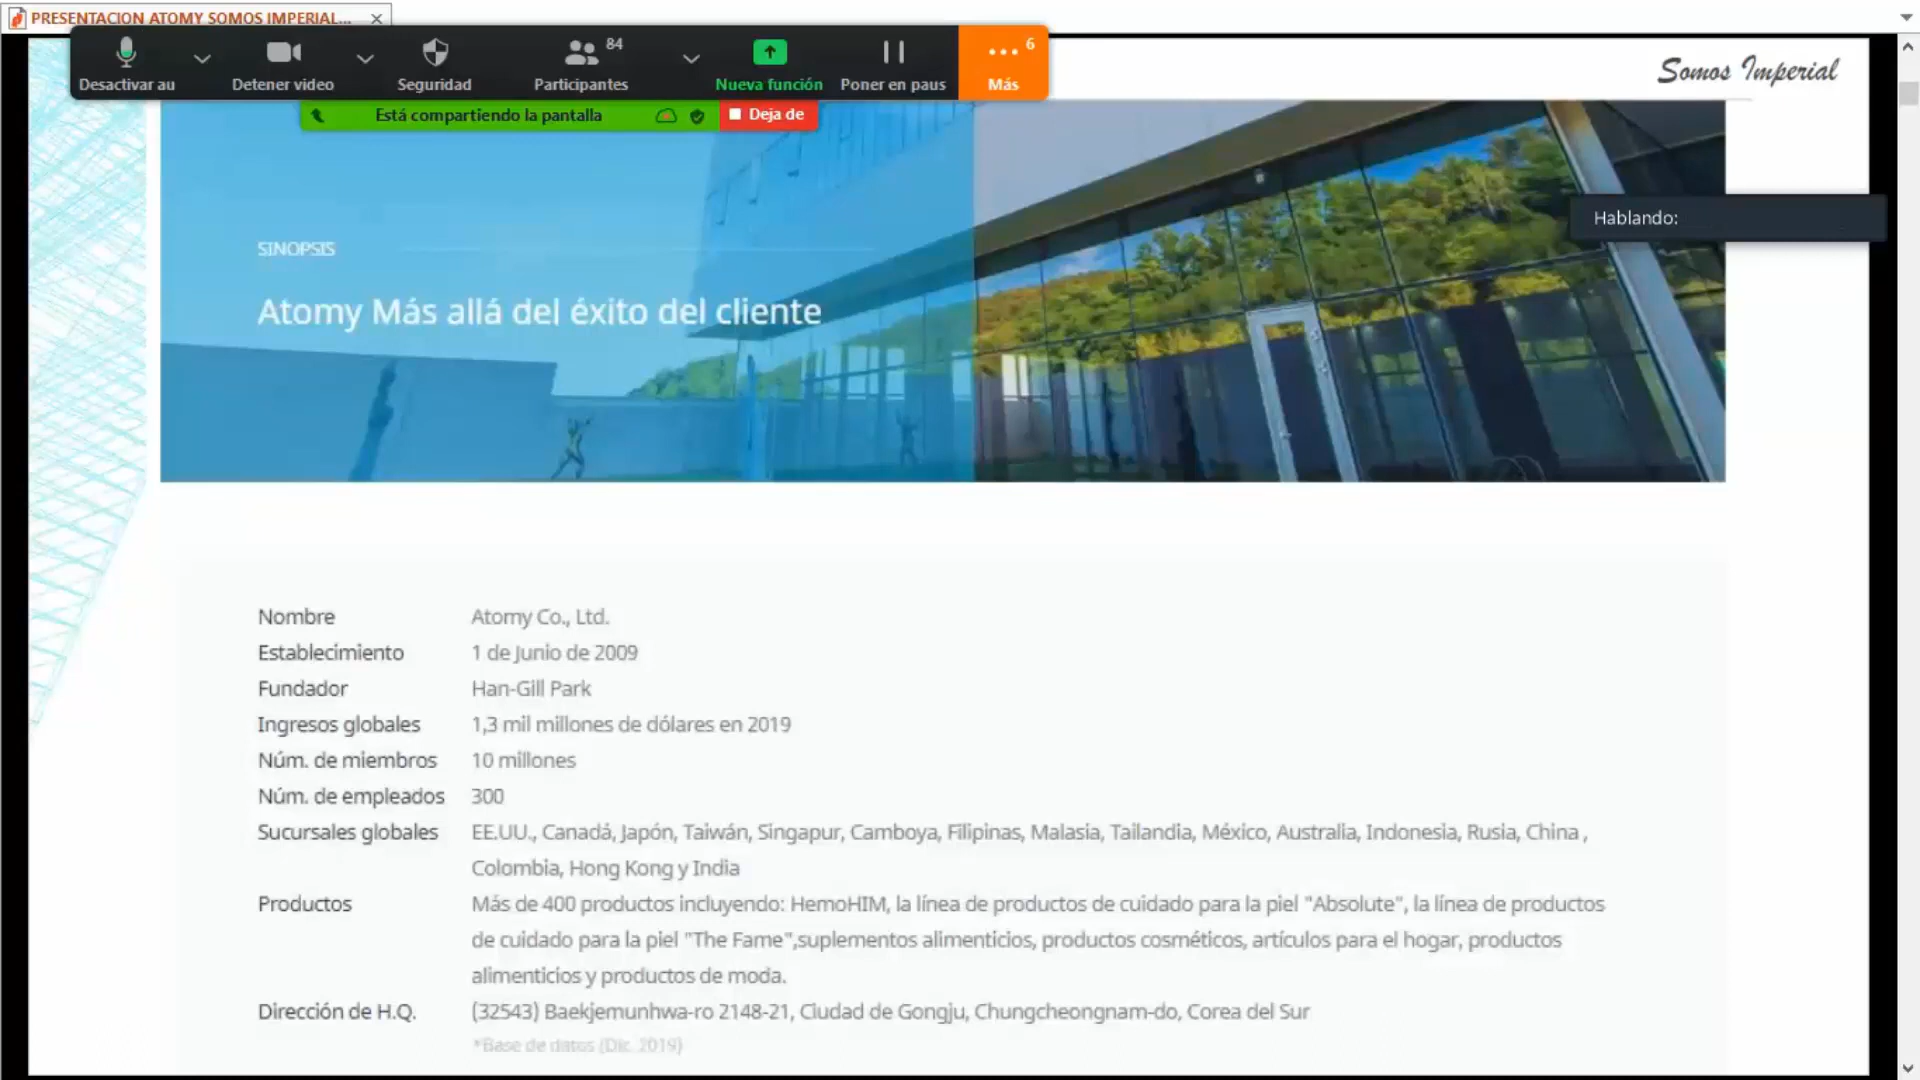 PRESENTACION ATOMY SOMOS IMPERIAL...
84
6
Desactivar au
Detener video
Seguridad
Participantes
Nueva función
Poner en paus
Más
Somos Imperial
Está compartiendo la pantalla
Deja de
Hablando:
SINOPSIS
Atomy Más allá del éxito del cliente
Nombre Atomy Co., Ltd.
Establecimiento 1 de Junio de 2009
Fundador Han-Gill Park
Ingresos globales 1,3 mil millones de dólares en 2019
Núm. de miembros 10 millones
Núm. de empleados 300
Sucursales globales EE.UU., Canadá, Japón, Taiwán, Singapur, Camboya, Filipinas, Malasia, Tailandia, México, Australia, Indonesia, Rusia, China ,
Colombia, Hong Kong y India
Productos Más de 400 productos incluyendo: HemoHIM, la línea de productos de cuidado para la piel "Absolute", la línea de productos
de cuidado para la piel "The Fame",suplementos alimenticios, productos cosméticos, artículos para el hogar, productos
alimenticios y productos de moda.
Dirección de H.Q. (32543) Baekjemunhwa-ro 2148-21, Ciudad de Gongju, Chungcheongnam-do, Corea del Sur
*Base de datos (Dic. 2019)